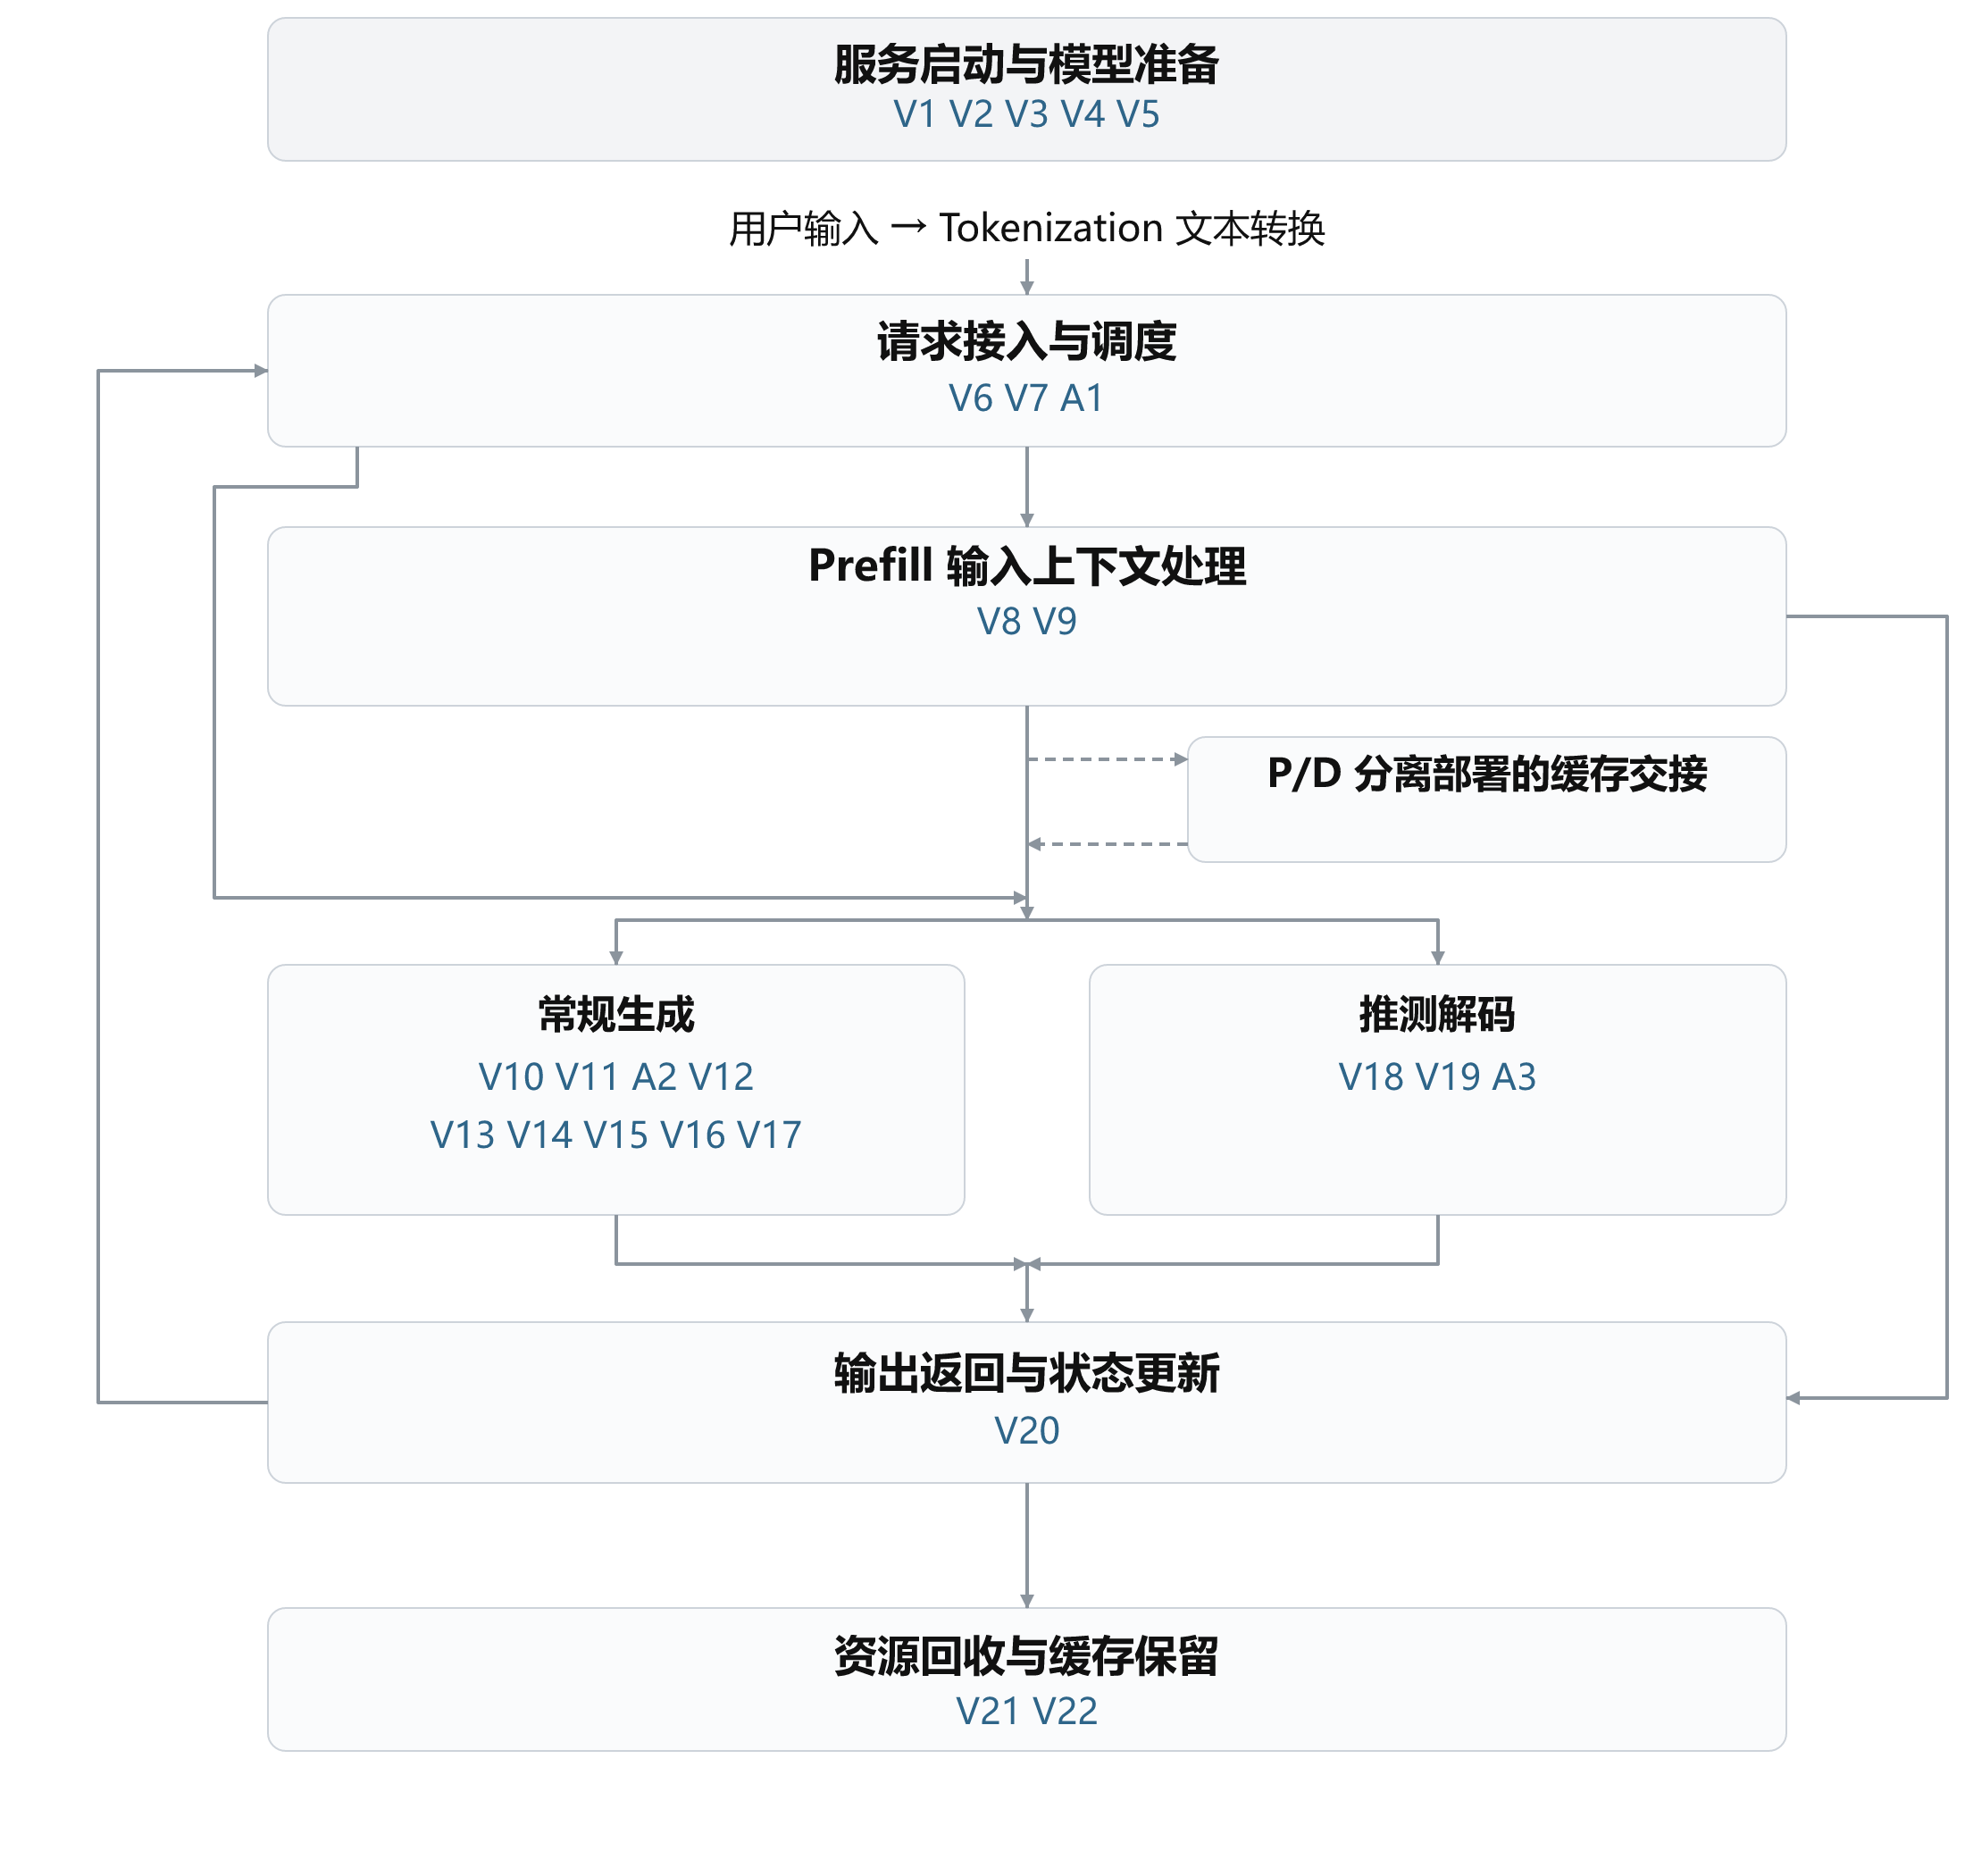 服务启动与模型准备
V1 V2 V3 V4 V5
用户输入 → Tokenization 文本转换
请求接入与调度
V6 V7 A1
Prefill 输入上下文处理
V8 V9
P/D 分离部署的缓存交接
常规生成
V10 V11 A2 V12
V13 V14 V15 V16 V17
推测解码
V18 V19 A3
输出返回与状态更新
V20
资源回收与缓存保留
V21 V22